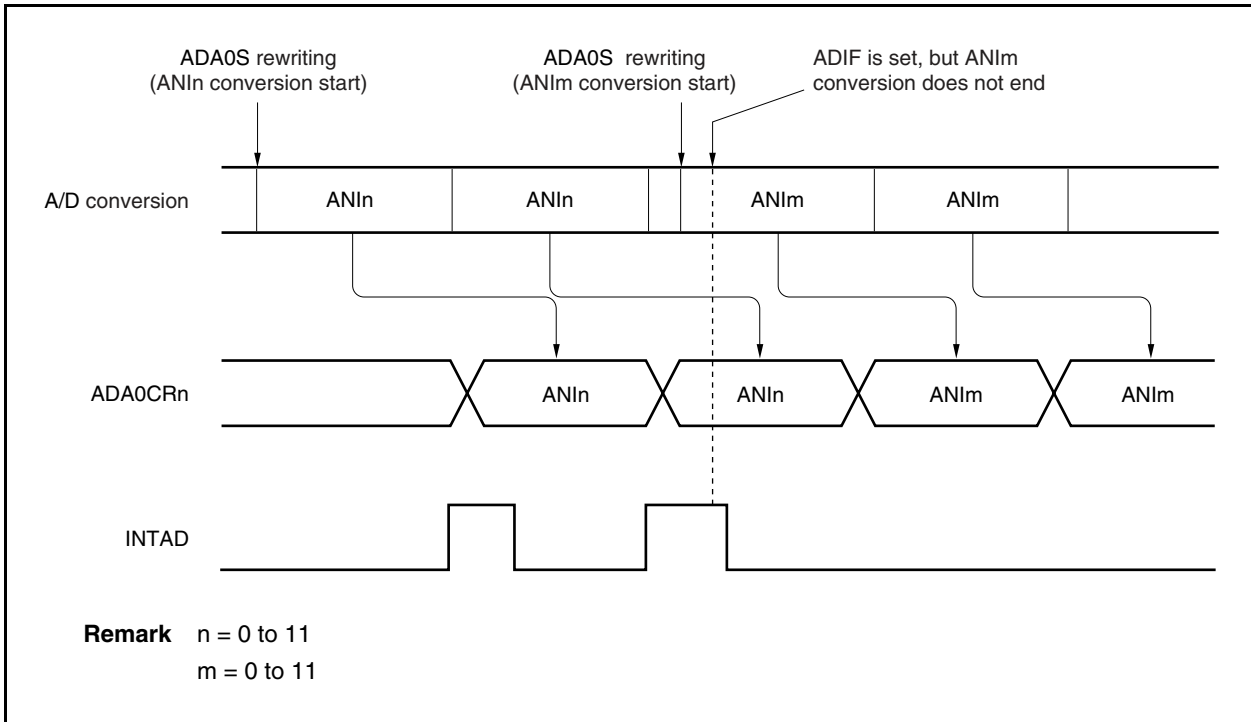 ADA0S rewriting
(ANIn conversion start)
ADA0S rewriting
(ANIm conversion start)
ADIF is set, but ANIm
conversion does not end
A/D conversion
ANIn
ANIn
ANIm
ANIm
ADA0CRn
ANIn
ANIn
ANIm
ANIm
INTAD
Remark n = 0 to 11
m = 0 to 11